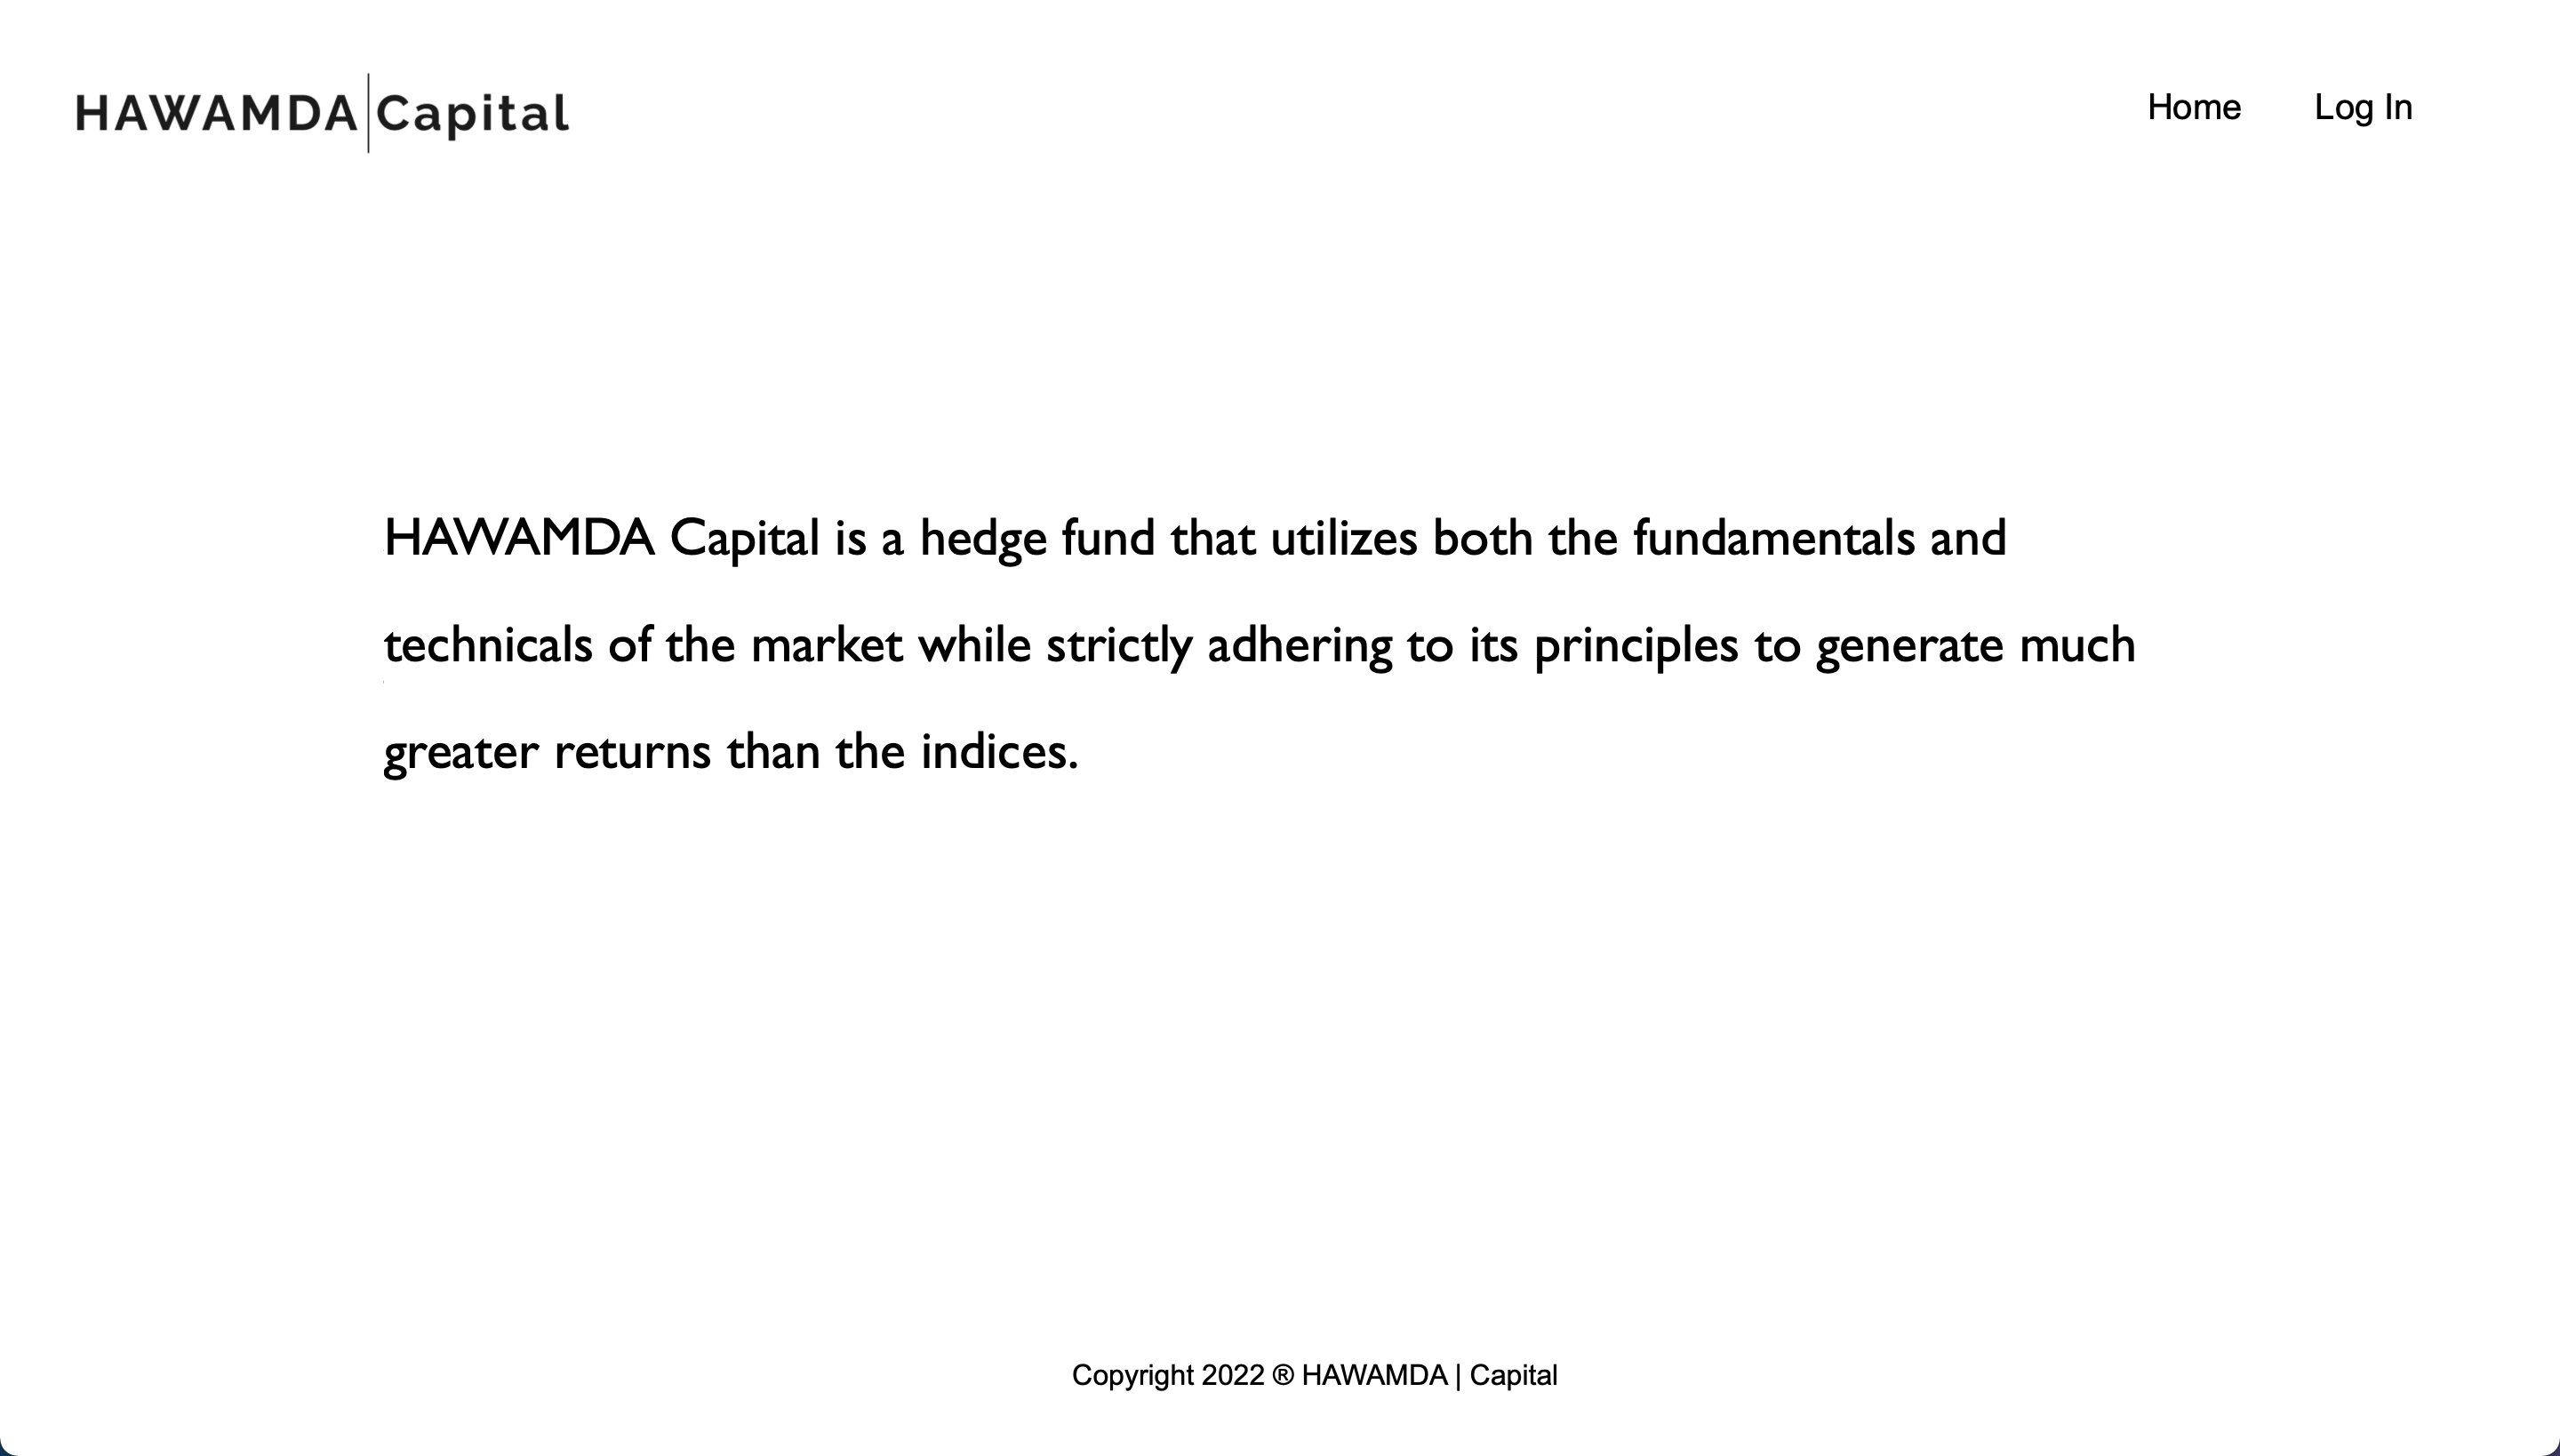 HAWAMDA|Capital
Home Log In
HAWAMDA Capital is a hedge fund that utilizes both the fundamentals and
technicals of the market while strictly adhering to its principles to generate much
greater returns than the indices.
Copyright 2022 ® HAWAMDA | Capital